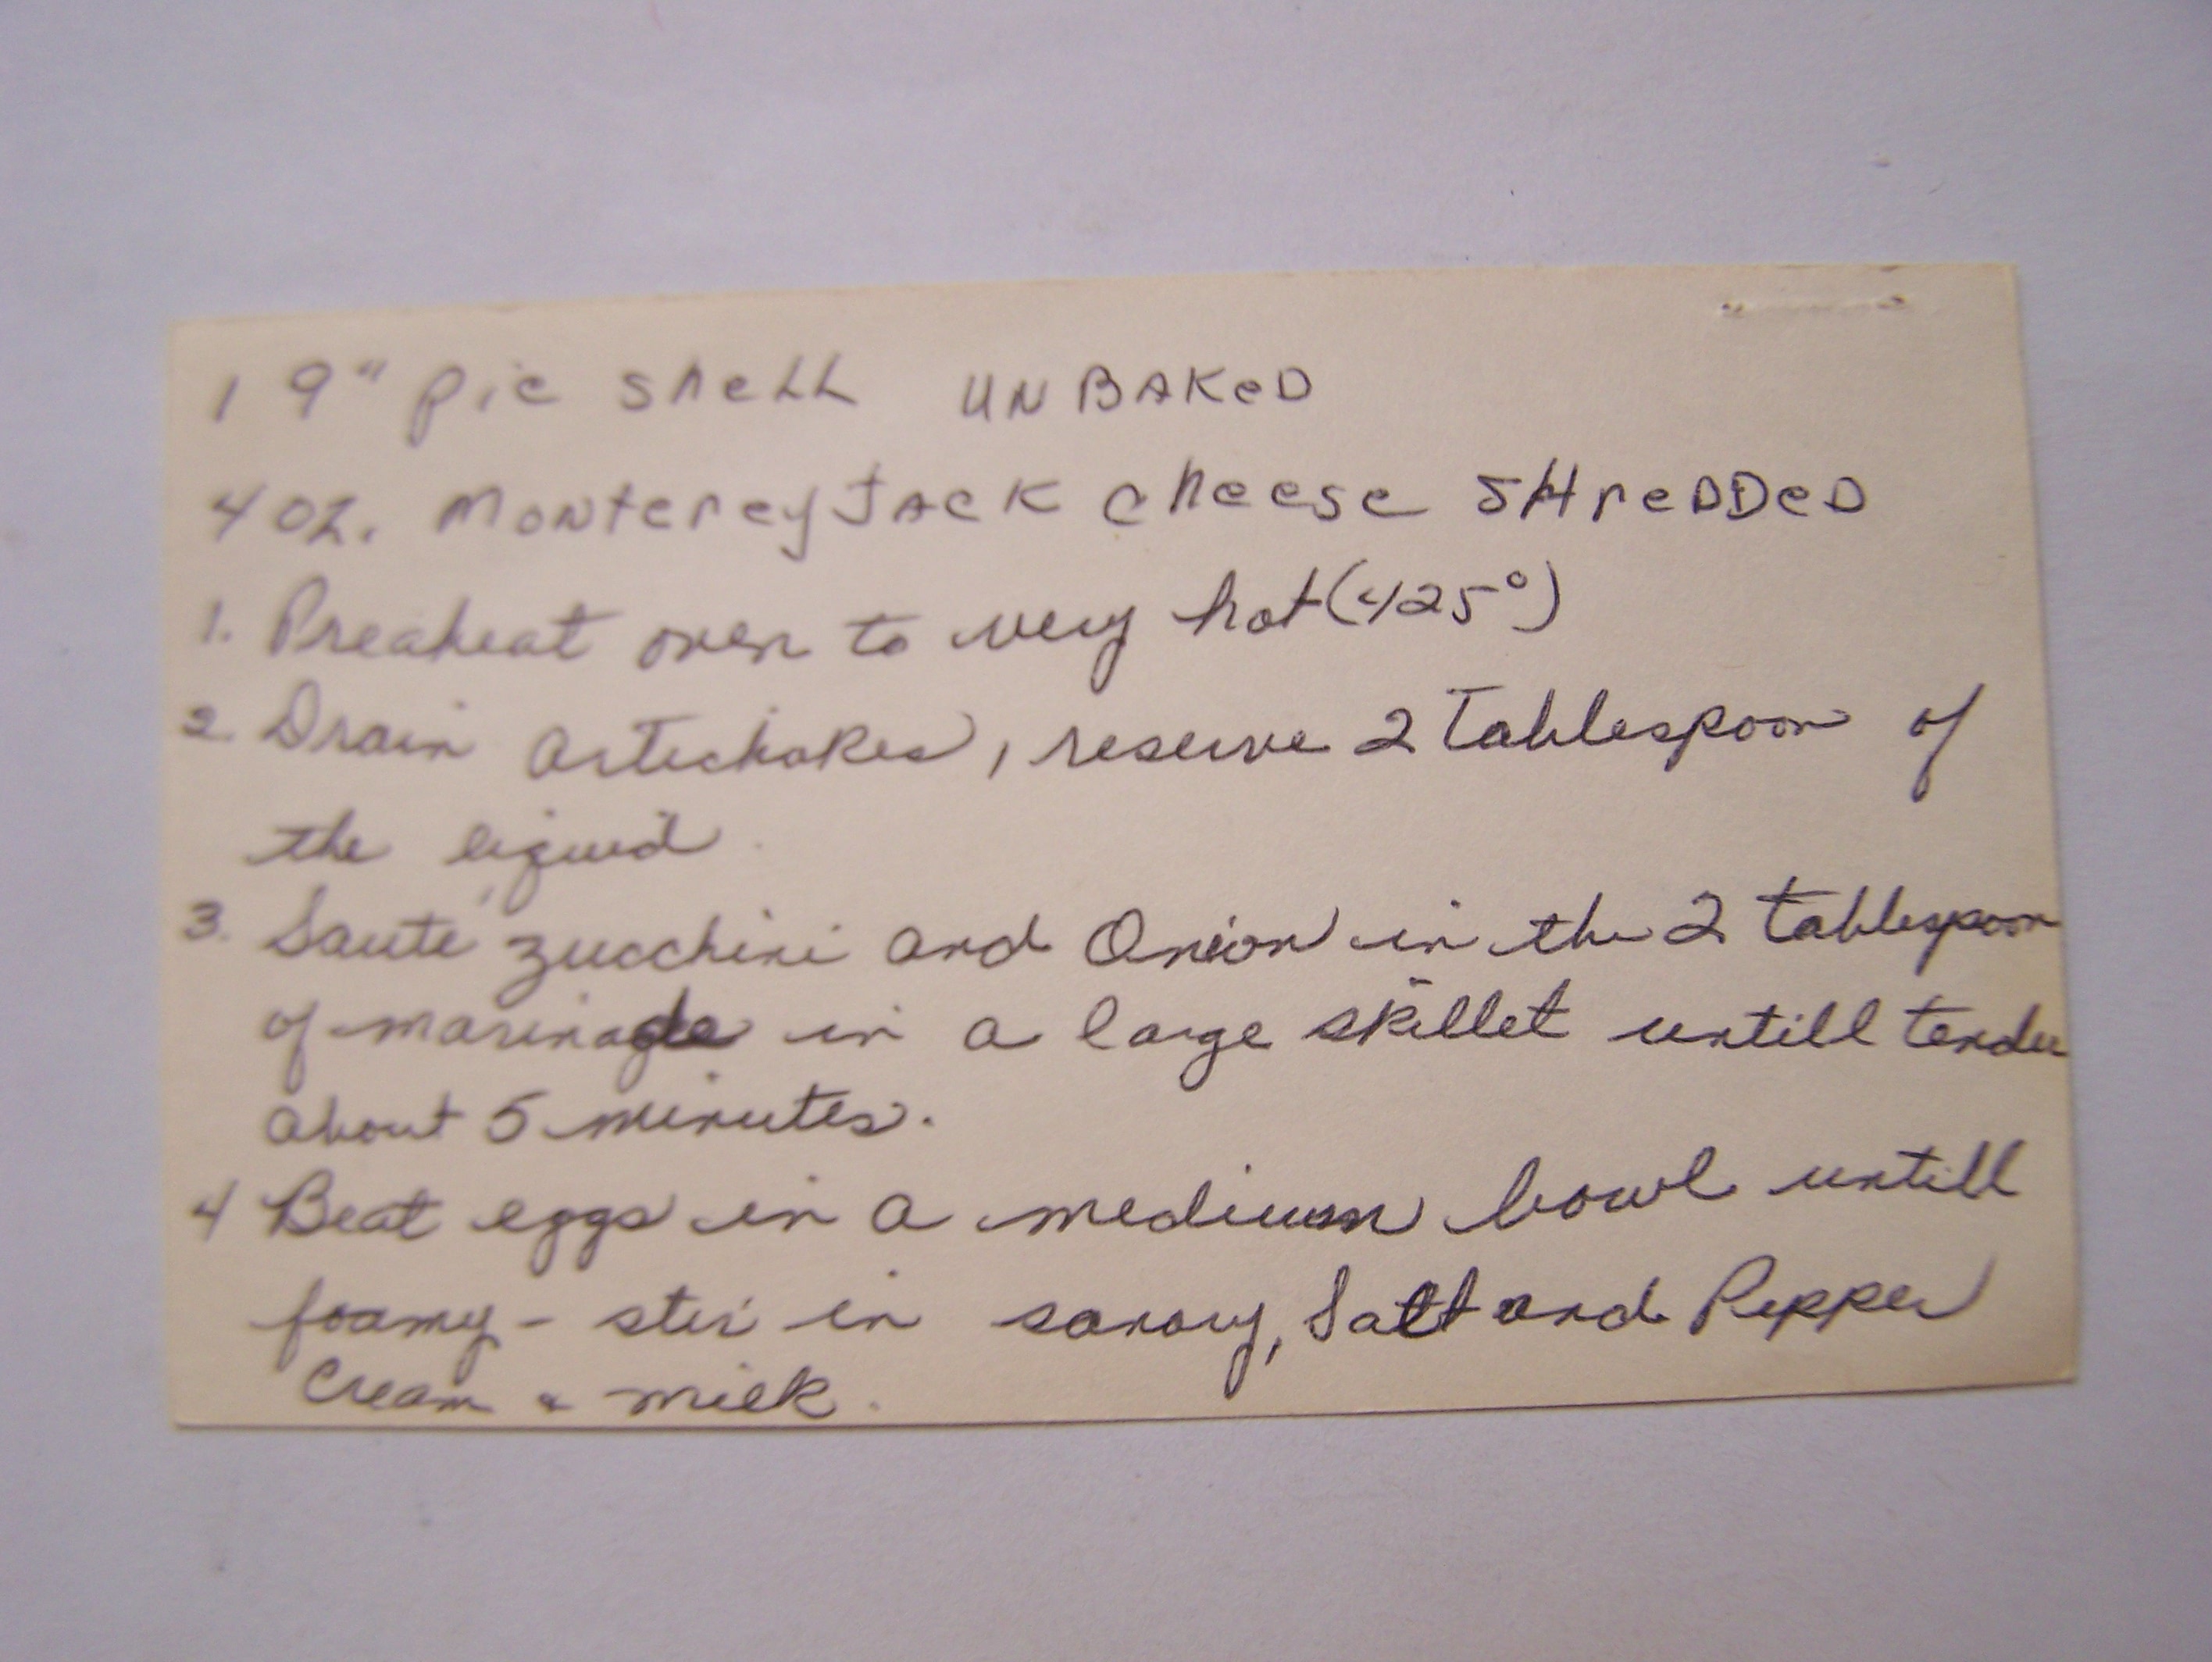 1 9" pie shell UNBAKeD
4 oz. Monterey Jack cheese SHreDDeD
1. Preaheat oven to very hot (425°)
2 Drain artichokes, reserve 2 Tablespoon of
the liquid
3. Saute zucchini and Onion in the 2 tablespoon
of marinade in a large skillet untill tender
about 5 minutes.
4 Beat eggs in a medium bowl untill
foamy - stir in savory, Salt and Pepper
Cream & milk.